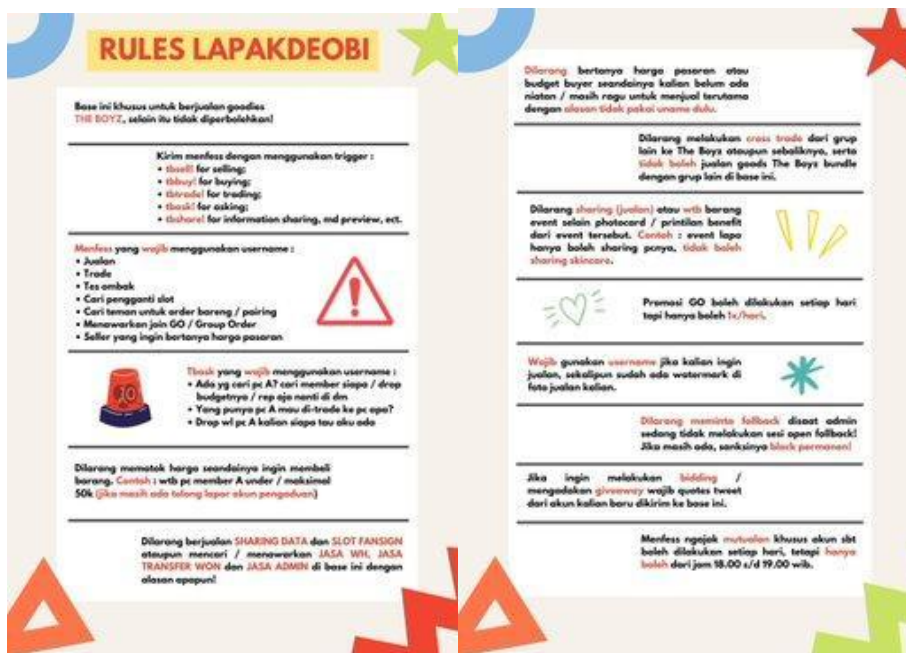 RULES LAPAKDEOBI
Base ini khusus untuk berjualan goodies
THE BOYZ, selain itu tidak diperbolehkan!
Kirim menfess dengan menggunakan trigger :
• tbsell! for selling;
• tbbuy! for buying;
• tbtrade! for trading;
• tbask! for asking;
• tbshare! for information sharing, md preview, ect.
Menfess yang wajib menggunakan username :
• Jualan
• Trade
• Tes ombak
• Cari pengganti slot
• Cari teman untuk order bareng / pairing
• Menawarkan join GO / Group Order
• Seller yang ingin bertanya harga pasaran
Tbask yang wajib menggunakan username :
• Ada yg cari pc A? cari member siapa / drop
budgetnya / rep aja nanti di dm
• Yang punya pc A mau di-trade ke pc apa?
• Drop wl pc A kalian siapa tau aku ada
Dilarang mematok harga seandainya ingin membeli
barang. Contoh : wtb pc member A under / maksimal
50k (jika masih ada tolong lapor akun pengaduan)
Dilarang berjualan SHARING DATA dan SLOT FANSIGN
ataupun mencari / menawarkan JASA WH, JASA
TRANSFER WON dan JASA ADMIN di base ini dengan
alasan apapun!
Dilarang bertanya harga pasaran atau
budget buyer seandainya kalian belum ada
niatan / masih ragu untuk menjual terutama
dengan alasan tidak pakai uname dulu.
Dilarang melakukan cross trade dari grup
lain ke The Boyz ataupun sebaliknya, serta
tidak boleh jualan goods The Boyz bundle
dengan grup lain di base ini.
Dilarang sharing (jualan) atau wtb barang
event selain photocard / printilan benefit
dari event tersebut. Contoh : event lapo
hanya boleh sharing pcnya, tidak boleh
sharing skincare.
Promosi GO boleh dilakukan setiap hari
tapi hanya boleh 1x/hari.
Wajib gunakan username jika kalian ingin
jualan, sekalipun sudah ada watermark di
foto jualan kalian.
Dilarang meminta follback disaat admin
sedang tidak melakukan sesi open follback!
Jika masih ada, sanksinya block permanen!
Jika ingin melakukan bidding /
mengadakan giveaway wajib quotes tweet
dari akun kalian baru dikirim ke base ini.
Menfess ngajak mutualan khusus akun sbt
boleh dilakukan setiap hari, tetapi hanya
boleh dari jam 18.00 s/d 19.00 wib.